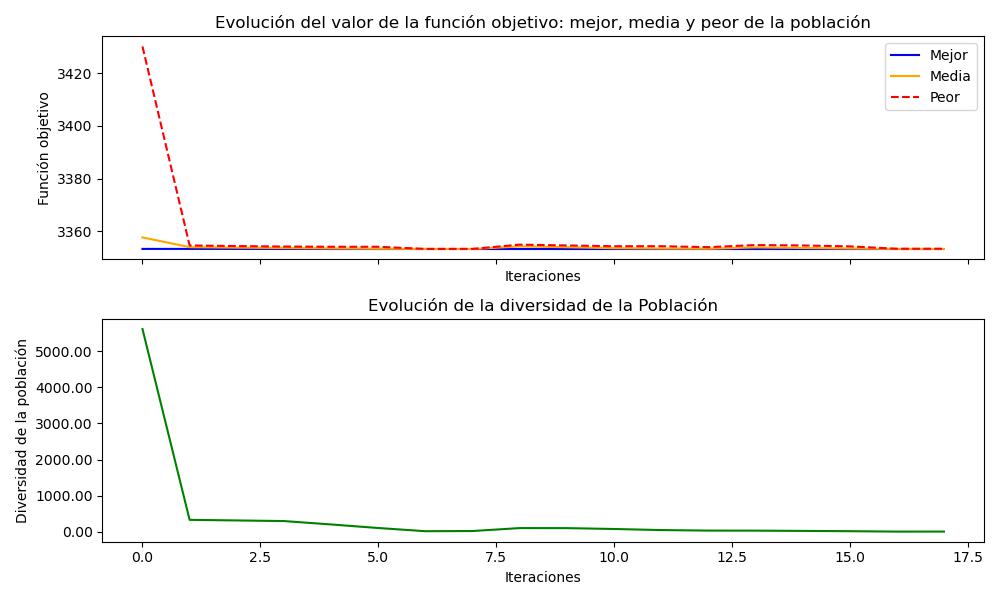 Evolución del valor de la función objetivo: mejor, media y peor de la población
Función objetivo
3420
3400
3380
3360
Mejor
Media
Peor
Iteraciones
Evolución de la diversidad de la Población
Diversidad de la población
5000.00
4000.00
3000.00
2000.00
1000.00
0.00
0.0 2.5 5.0 7.5 10.0 12.5 15.0 17.5
Iteraciones